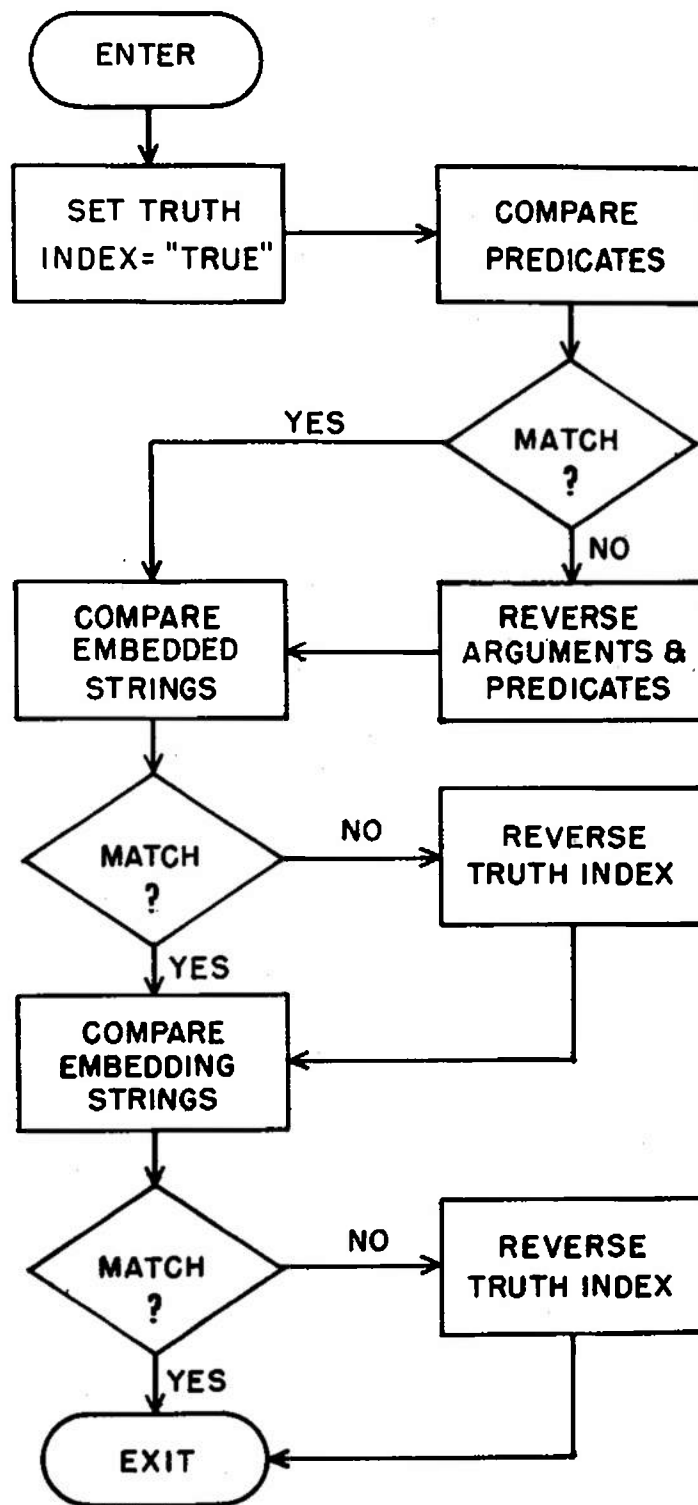 ENTER
SET TRUTH
INDEX= "TRUE"
COMPARE
PREDICATES
MATCH
?
YES
NO
COMPARE
EMBEDDED
STRINGS
REVERSE
ARGUMENTS &
PREDICATES
MATCH
?
NO
REVERSE
TRUTH INDEX
YES
COMPARE
EMBEDDING
STRINGS
MATCH
?
NO
REVERSE
TRUTH INDEX
YES
EXIT